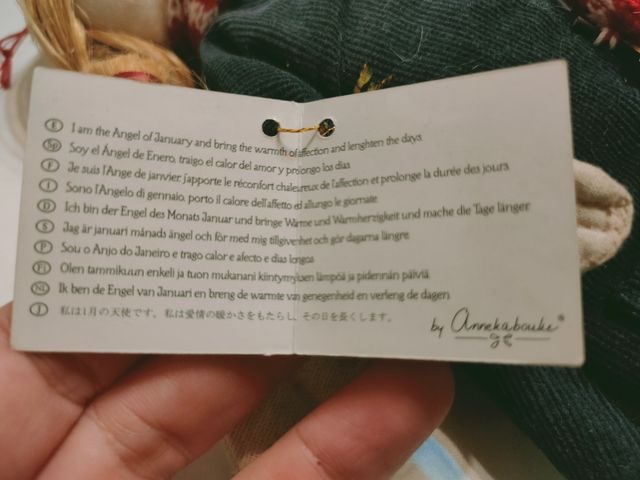 E I am the Angel of January and bring the warmth of affection and lenghten the days
Sp Soy el Ángel de Enero, traigo el calor del amor y prolongo los dias
F Je suis l'Ange de janvier, j'apporte le réconfort chaleureux de l'affection et prolonge la durée des jours
I Sono l'Angelo di gennaio, porto il calore dell'affetto ed allungo le giornate
D Ich bin der Engel des Monats Januar und bringe Wärme und Warmherzigkeit und mache die Tage länger
S Jag är januari månads ängel och för med mig tillgivenhet och gör dagarna längre
P Sou o Anjo do Janeiro e trago calor e afecto e dias longos
Fi Olen tammikuun enkeli ja tuon mukanani kiintymyksen lämpöä ja pidennän päiviä
NL Ik ben de Engel van Januari en breng de warmte van genegenheid en verleng de dagen
J 私は1月の天使です。 私は愛情の暖かさをもたらし、その日を長くします。
by Annekabouke®